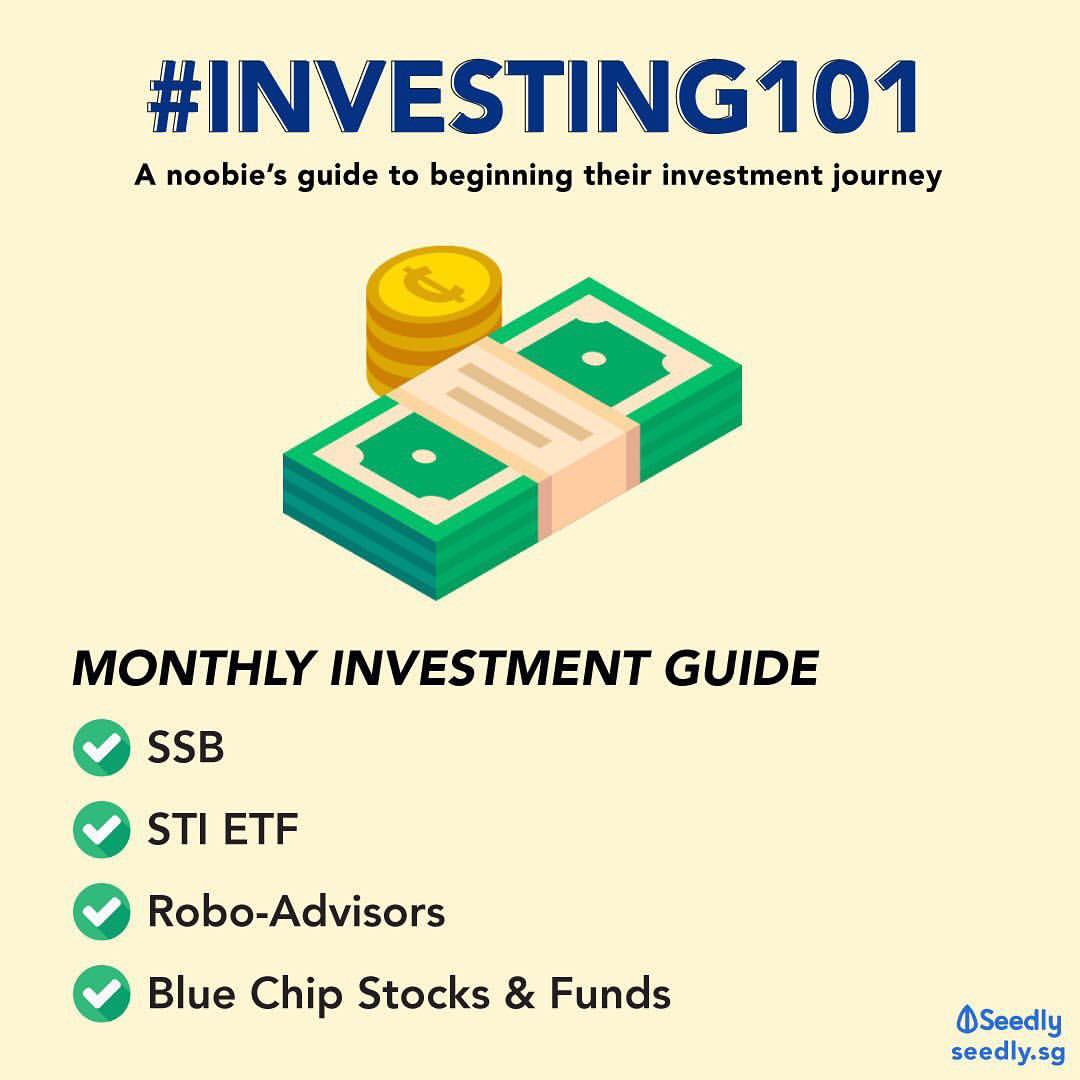 #INVESTING101
A noobie's guide to beginning their investment journey
MONTHLY INVESTMENT GUIDE
SSB
STI ETF
Robo-Advisors
Blue Chip Stocks & Funds
Seedly
seedly.sg